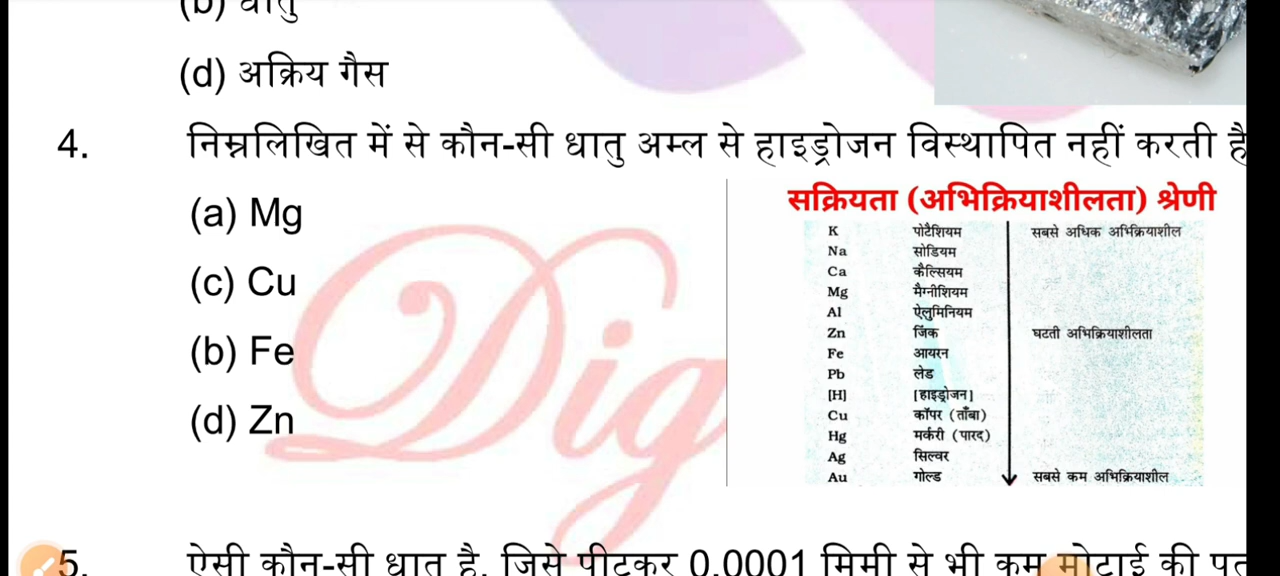 (b) धातु
(d) अक्रिय गैस
4. निम्नलिखित में से कौन-सी धातु अम्ल से हाइड्रोजन विस्थापित नहीं करती है
(a) Mg
(c) Cu
(b) Fe
(d) Zn
सक्रियता (अभिक्रियाशीलता) श्रेणी
K पोटैशियम सबसे अधिक अभिक्रियाशील
Na सोडियम
Ca कैल्सियम
Mg मैग्नीशियम
Al ऐलुमिनियम
Zn जिंक घटती अभिक्रियाशीलता
Fe आयरन
Pb लेड
[H] [हाइड्रोजन]
Cu कॉपर (ताँबा)
Hg मर्करी (पारद)
Ag सिल्वर
Au गोल्ड सबसे कम अभिक्रियाशील
Dig
5. ऐसी कौन-सी धातु है, जिसे पीटकर 0.0001 मिमी से भी कम मोटाई की